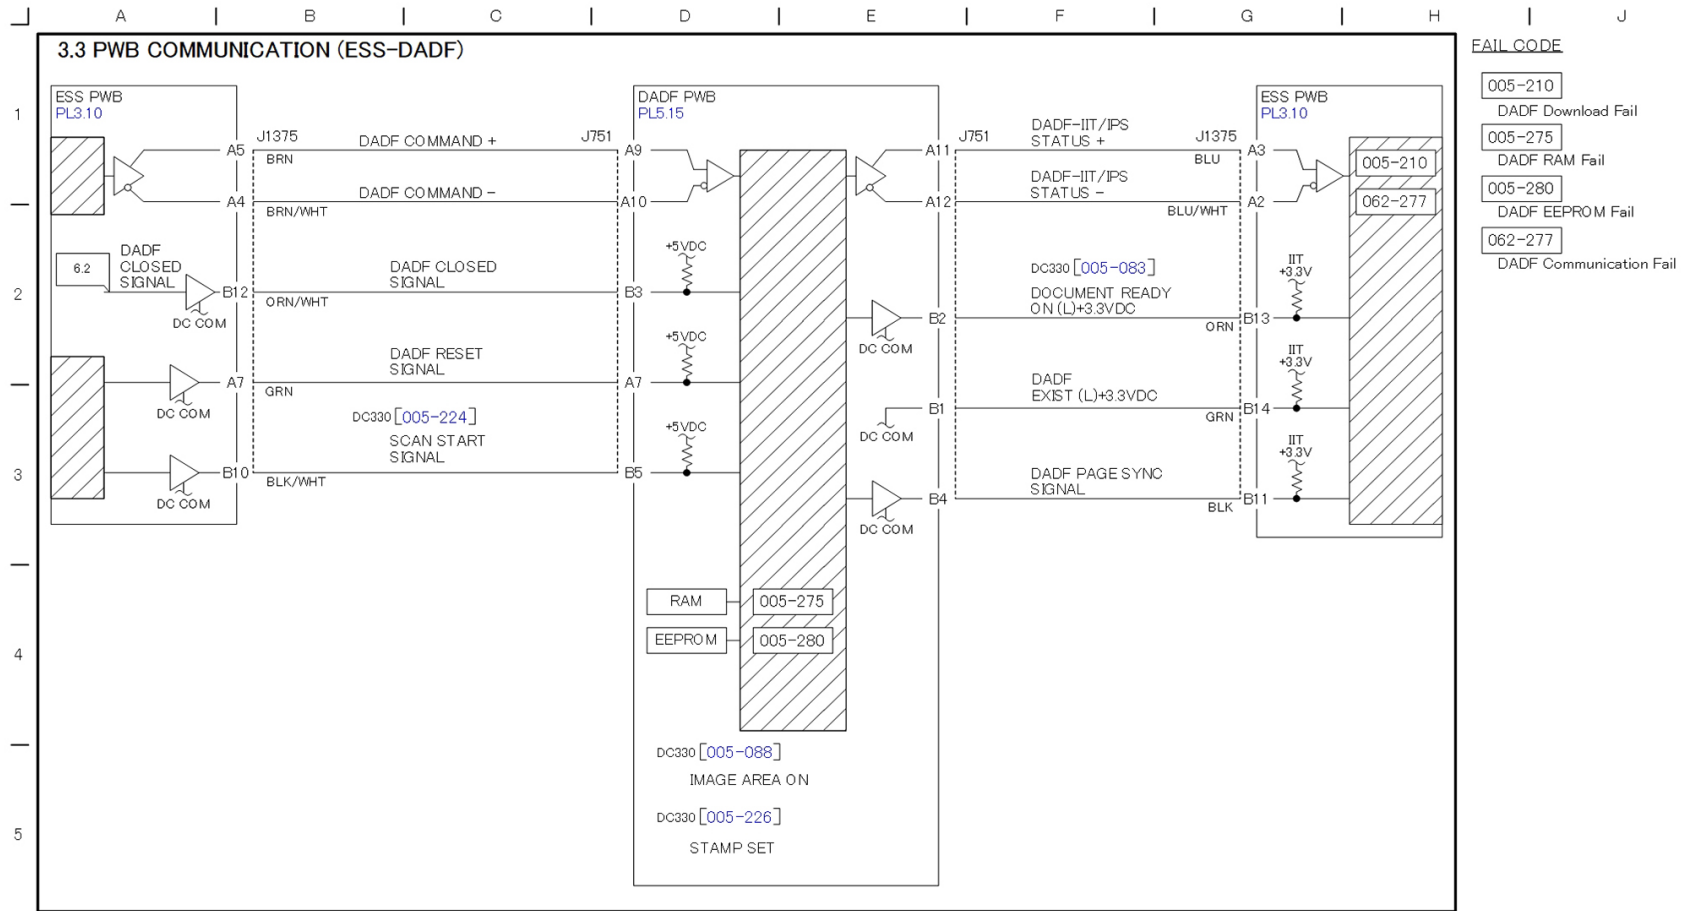 A B C D E F G H J
3.3 PWB COMMUNICATION (ESS-DADF)
FAIL CODE
005-210
DADF Download Fail
005-275
DADF RAM Fail
005-280
DADF EEPROM Fail
062-277
DADF Communication Fail
1
2
3
4
5
ESS PWB
PL3.10
A5
J1375
DADF COMMAND +
J751
BRN
A4
DADF COMMAND -
BRN/WHT
6.2
DADF
CLOSED
SIGNAL
DC COM
B12
DADF CLOSED
SIGNAL
ORN/WHT
DC COM
A7
DADF RESET
SIGNAL
GRN
DC330 [005-224]
SCAN START
SIGNAL
DC COM
B10
BLK/WHT
DADF PWB
PL5.15
A9
A10
+5VDC
B3
+5VDC
A7
+5VDC
B5
RAM
005-275
EEPROM
005-280
DC330 [005-088]
IMAGE AREA ON
DC330 [005-226]
STAMP SET
A11
A12
B2
DC COM
B1
DC COM
B4
DC COM
J751
DADF-IIT/IPS
STATUS +
J1375
BLU
DADF-IIT/IPS
STATUS -
BLU/WHT
DC330 [005-083]
DOCUMENT READY
ON (L)+3.3VDC
ORN
DADF
EXIST (L)+3.3VDC
GRN
DADF PAGE SYNC
SIGNAL
BLK
ESS PWB
PL3.10
A3
A2
005-210
062-277
IIT
+3.3V
B13
IIT
+3.3V
B14
IIT
+3.3V
B11